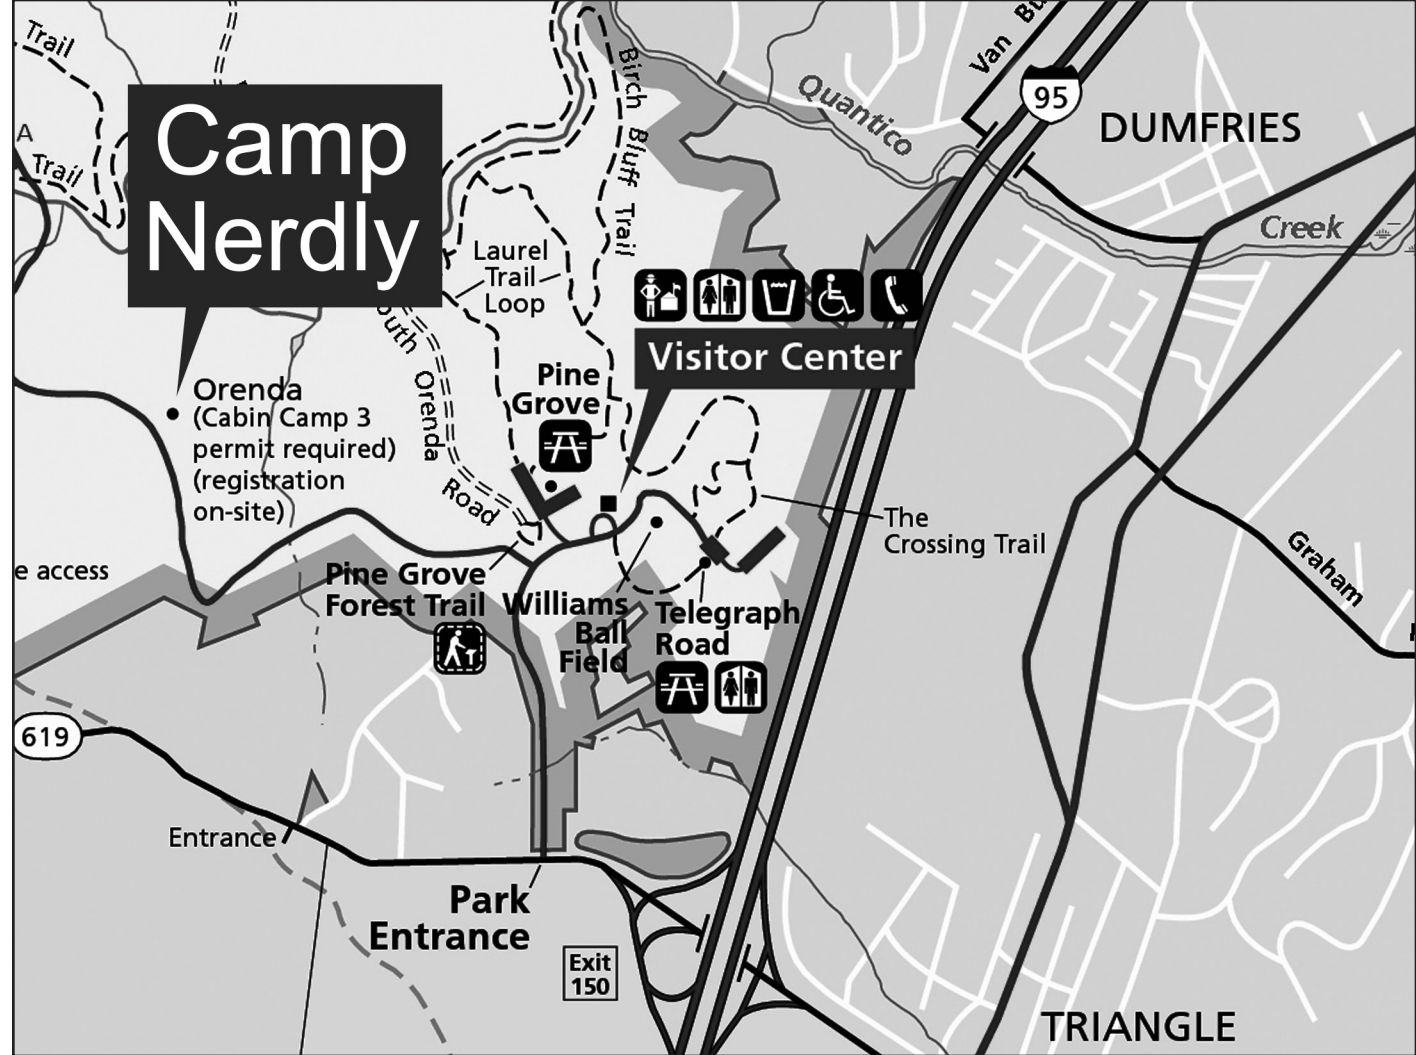 Trail
A
Trail
Camp
Nerdly
Birch Bluff Trail
Quantico
Van
95
DUMFRIES
Creek
Laurel
Trail
Loop
Visitor Center
Orenda
Road
Pine
Grove
Orenda
(Cabin Camp 3
permit required)
(registration
on-site)
The
Crossing Trail
Graham
e access
Pine Grove
Forest Trail
Williams
Ball
Field
Telegraph
Road
619
Entrance
Park
Entrance
Exit
150
TRIANGLE